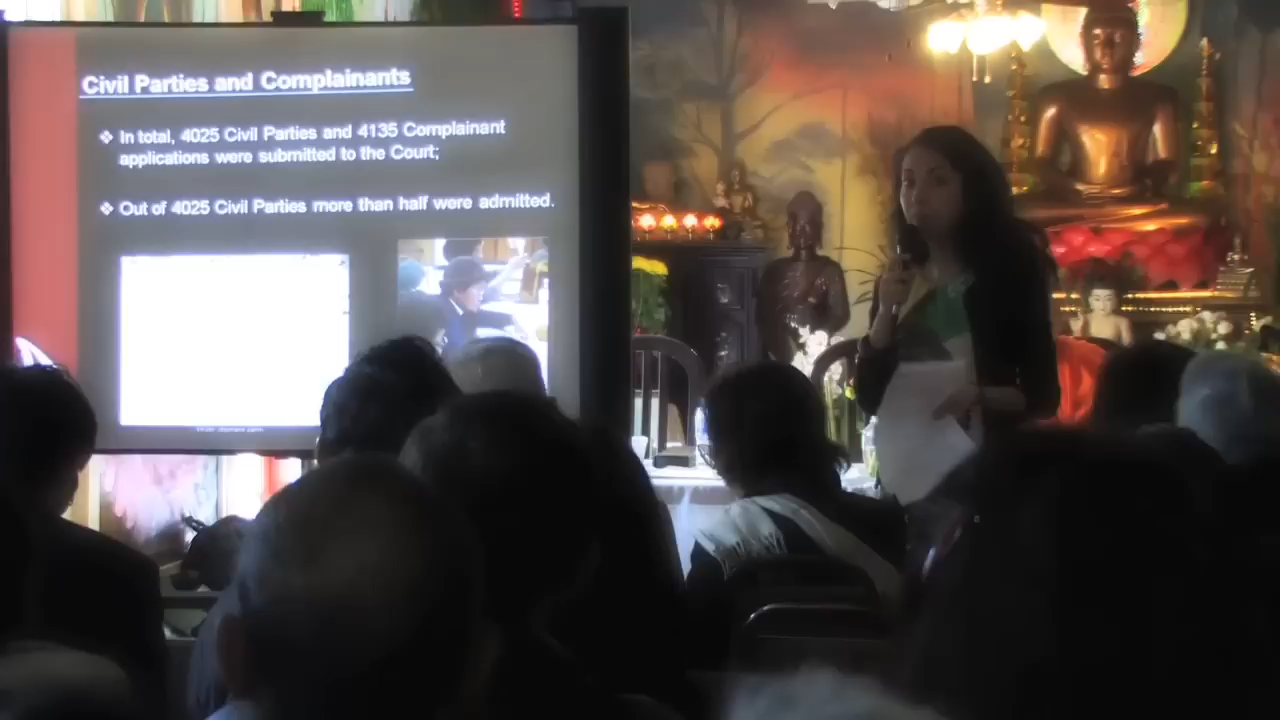 Civil Parties and Complainants
❖ In total, 4025 Civil Parties and 4135 Complainant
applications were submitted to the Court;
❖ Out of 4025 Civil Parties more than half were admitted.